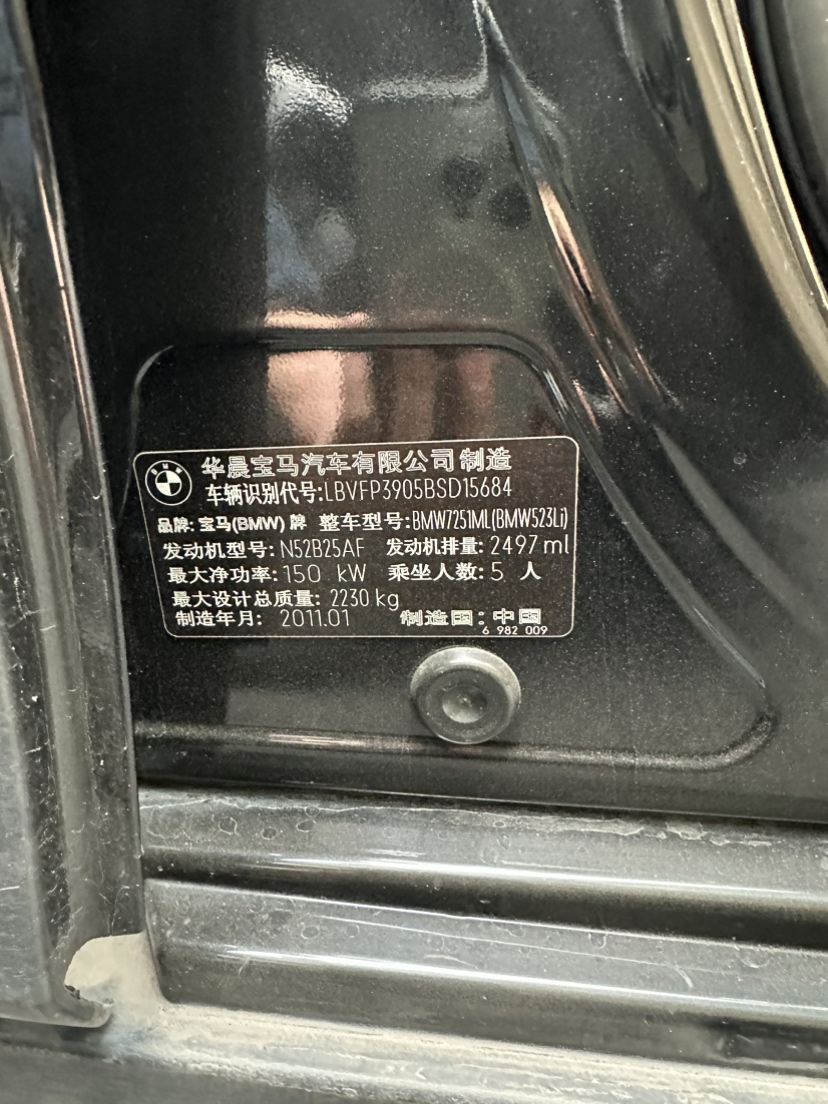 BMW
华晨宝马汽车有限公司制造
车辆识别代号:LBVFP3905BSD15684
品牌: 宝马(BMW) 牌 整车型号:BMW7251ML(BMW523Li)
发动机型号: N52B25AF 发动机排量: 2497 ml
最大净功率: 150 kW 乘坐人数: 5 人
最大设计总质量: 2230 kg
制造年月: 2011.01 制造国: 中国
6 982 009